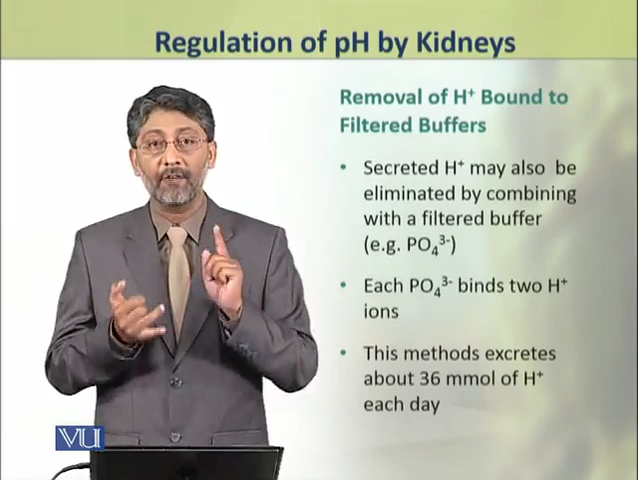 Regulation of pH by Kidneys
Removal of H⁺ Bound to
Filtered Buffers
• Secreted H⁺ may also be
eliminated by combining
with a filtered buffer
(e.g. PO₄³⁻)
• Each PO₄³⁻ binds two H⁺
ions
• This methods excretes
about 36 mmol of H⁺
each day
VU